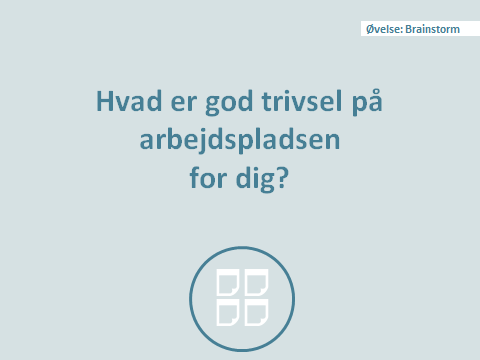 Øvelse: Brainstorm
Hvad er god trivsel på
arbejdspladsen
for dig?